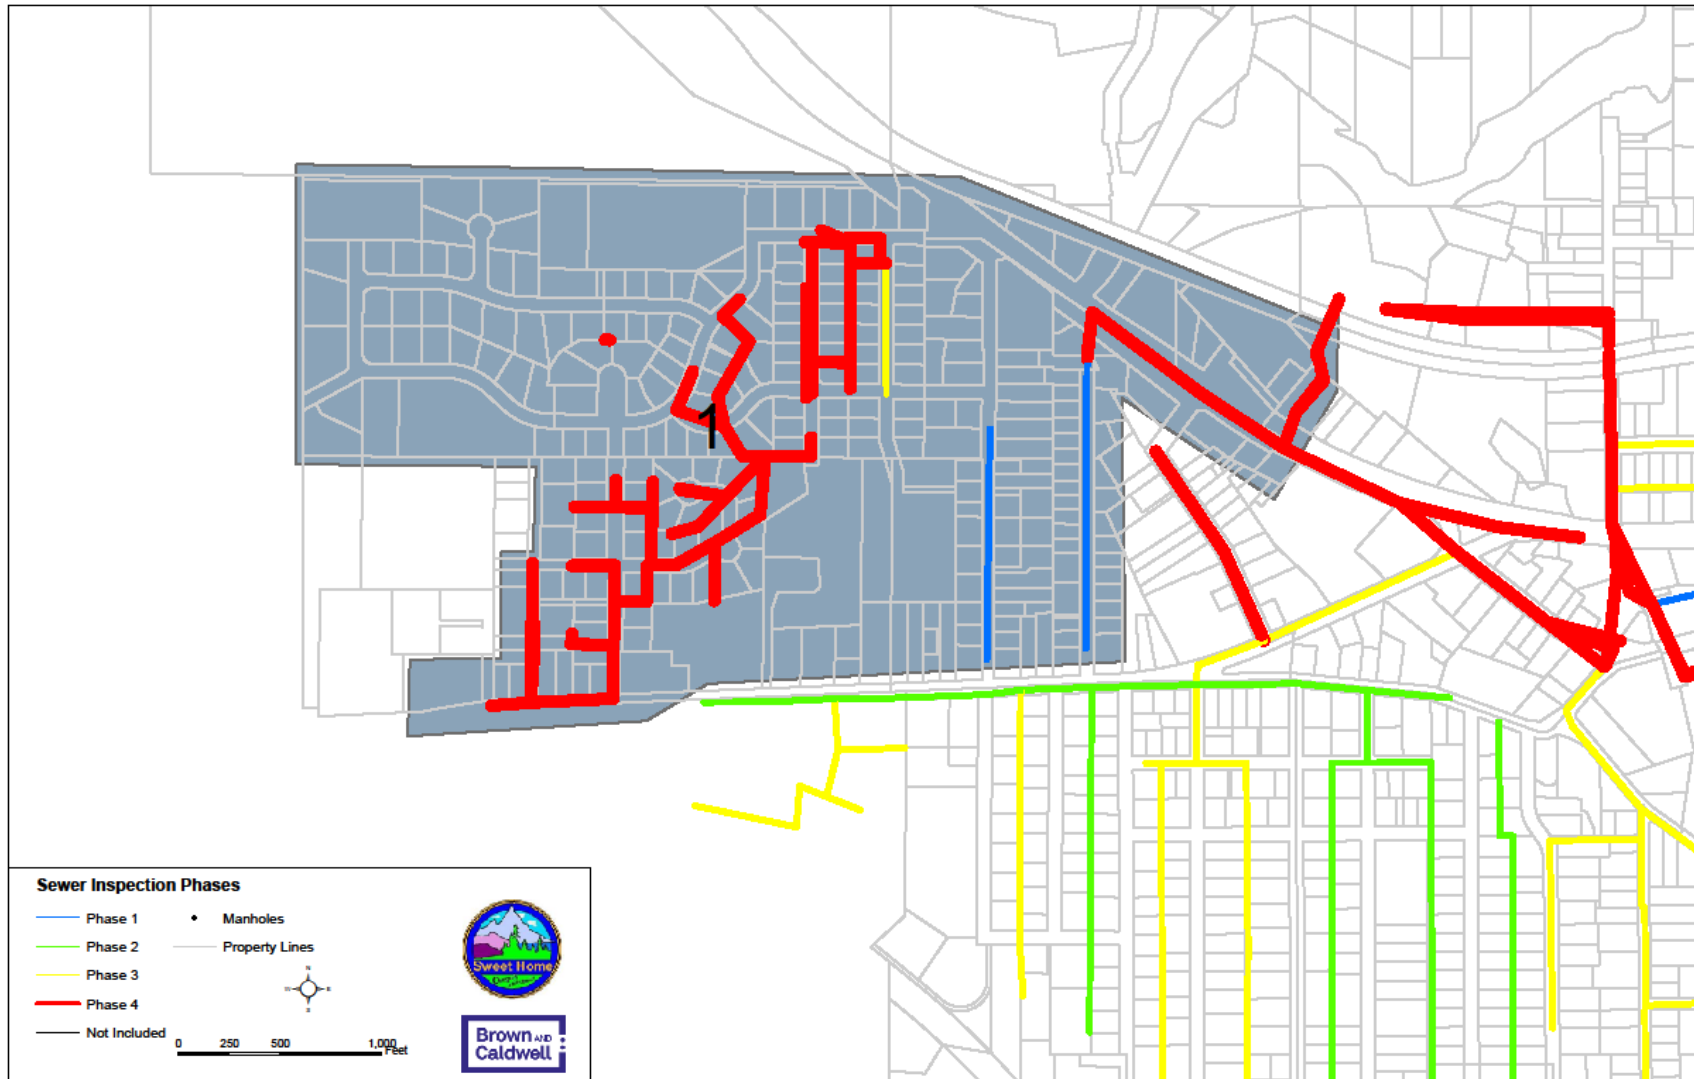 1
Sewer Inspection Phases
Phase 1
Manholes
Phase 2
Property Lines
Phase 3
Phase 4
Not Included
0 250 500 1,000
Feet
N
Sweet Home
Brown AND
Caldwell